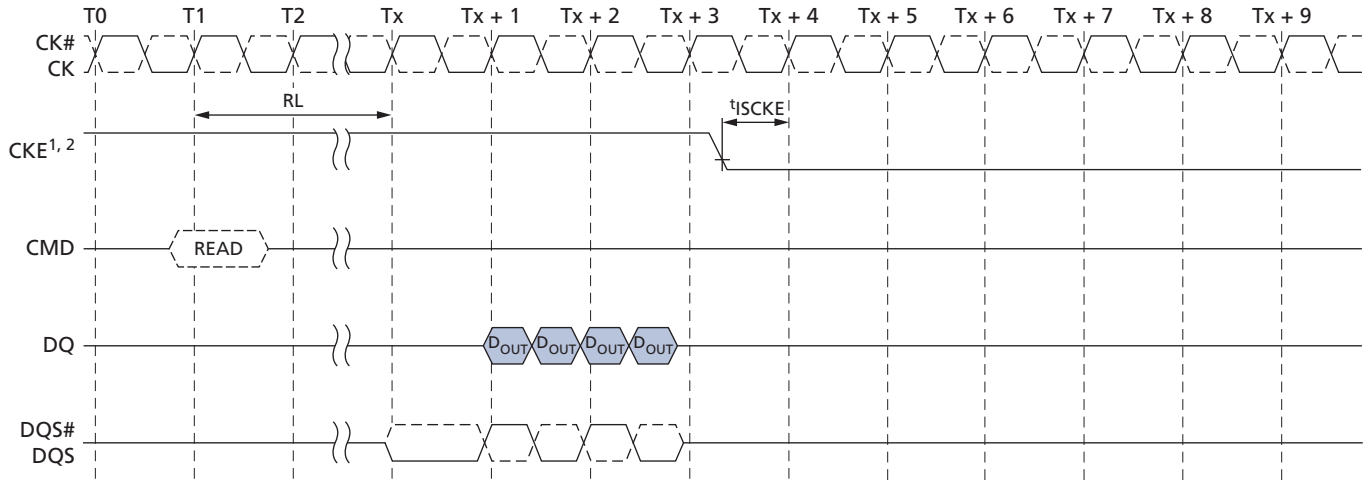 T0 T1 T2 Tx Tx + 1 Tx + 2 Tx + 3 Tx + 4 Tx + 5 Tx + 6 Tx + 7 Tx + 8 Tx + 9
CK#
CK
RL
tISCKE
CKE1, 2
CMD
READ
DQ
DOUT DOUT DOUT DOUT
DQS#
DQS